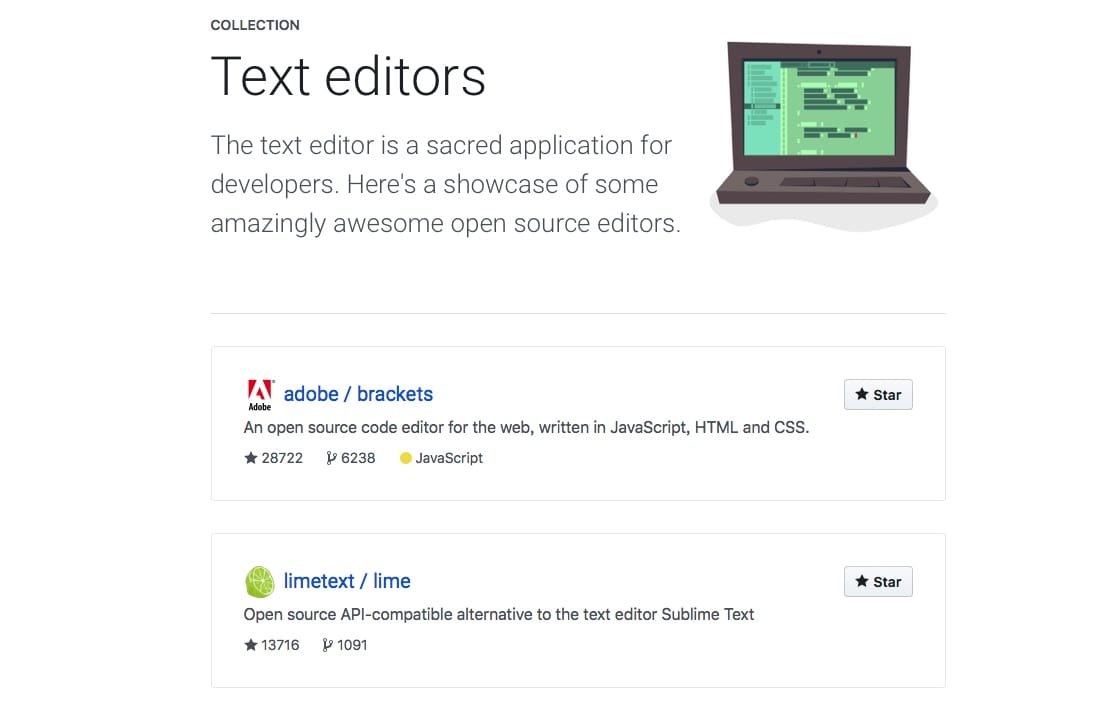 COLLECTION
Text editors
The text editor is a sacred application for
developers. Here's a showcase of some
amazingly awesome open source editors.
Adobe
adobe / brackets
Star
An open source code editor for the web, written in JavaScript, HTML and CSS.
28722 6238 JavaScript
limetext / lime
Star
Open source API-compatible alternative to the text editor Sublime Text
13716 1091